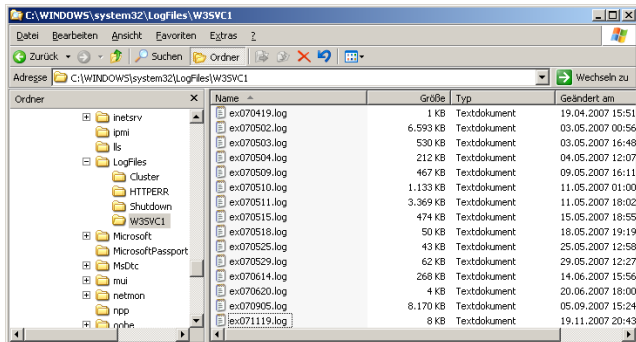 C:\WINDOWS\system32\LogFiles\W3SVC1
Datei Bearbeiten Ansicht Favoriten Extras ?
Zurück Suchen Ordner
Adresse C:\WINDOWS\system32\LogFiles\W3SVC1 Wechseln zu
Ordner x
inetsrv
ipmi
ls
LogFiles
Cluster
HTTPERR
Shutdown
W3SVC1
Microsoft
MicrosoftPassport
MsDtc
mui
netmon
npp
oobe
Name Größe Typ Geändert am
ex070419.log 1 KB Textdokument 19.04.2007 15:51
ex070502.log 6.593 KB Textdokument 03.05.2007 00:56
ex070503.log 530 KB Textdokument 03.05.2007 16:48
ex070504.log 212 KB Textdokument 04.05.2007 12:07
ex070509.log 467 KB Textdokument 09.05.2007 16:11
ex070510.log 1.133 KB Textdokument 11.05.2007 01:00
ex070511.log 3.369 KB Textdokument 11.05.2007 18:02
ex070515.log 474 KB Textdokument 15.05.2007 18:55
ex070518.log 50 KB Textdokument 18.05.2007 19:19
ex070525.log 43 KB Textdokument 25.05.2007 12:58
ex070529.log 62 KB Textdokument 29.05.2007 12:27
ex070614.log 268 KB Textdokument 14.06.2007 15:56
ex070620.log 4 KB Textdokument 20.06.2007 18:00
ex070905.log 8.170 KB Textdokument 05.09.2007 15:24
ex071119.log 8 KB Textdokument 19.11.2007 20:43